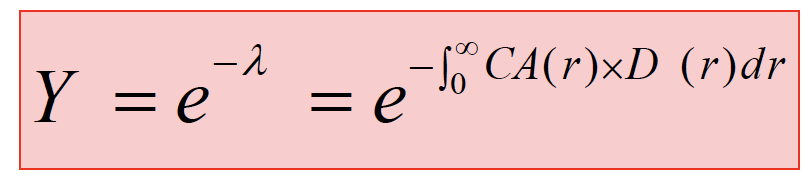 Y = e^{-λ} = e^{-∫_0^∞ CA(r)×D (r)dr}